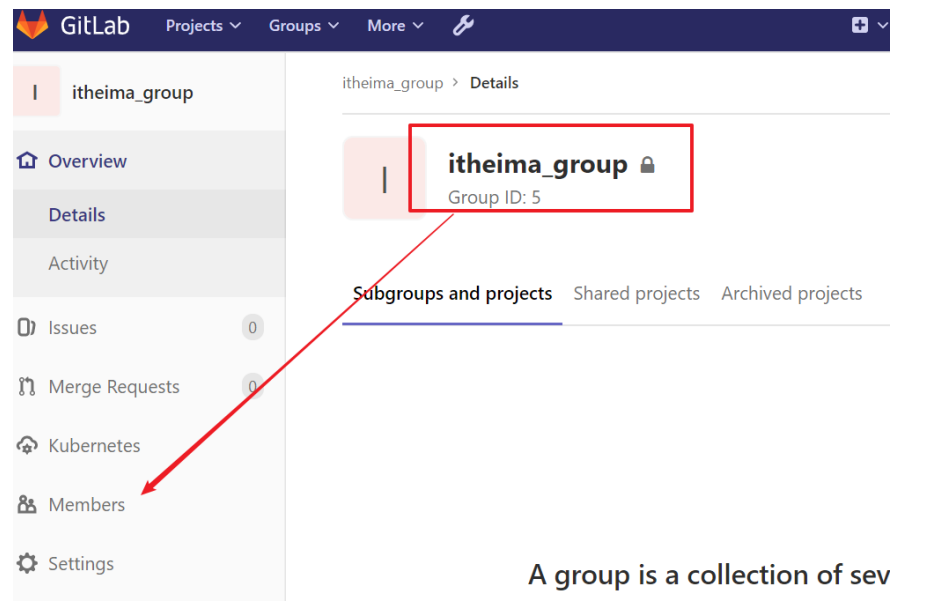 GitLab Projects Groups More
I itheima_group
itheima_group > Details
Overview
Details
Activity
Issues 0
Merge Requests 0
Kubernetes
Members
Settings
I
itheima_group
Group ID: 5
Subgroups and projects Shared projects Archived projects
A group is a collection of sev